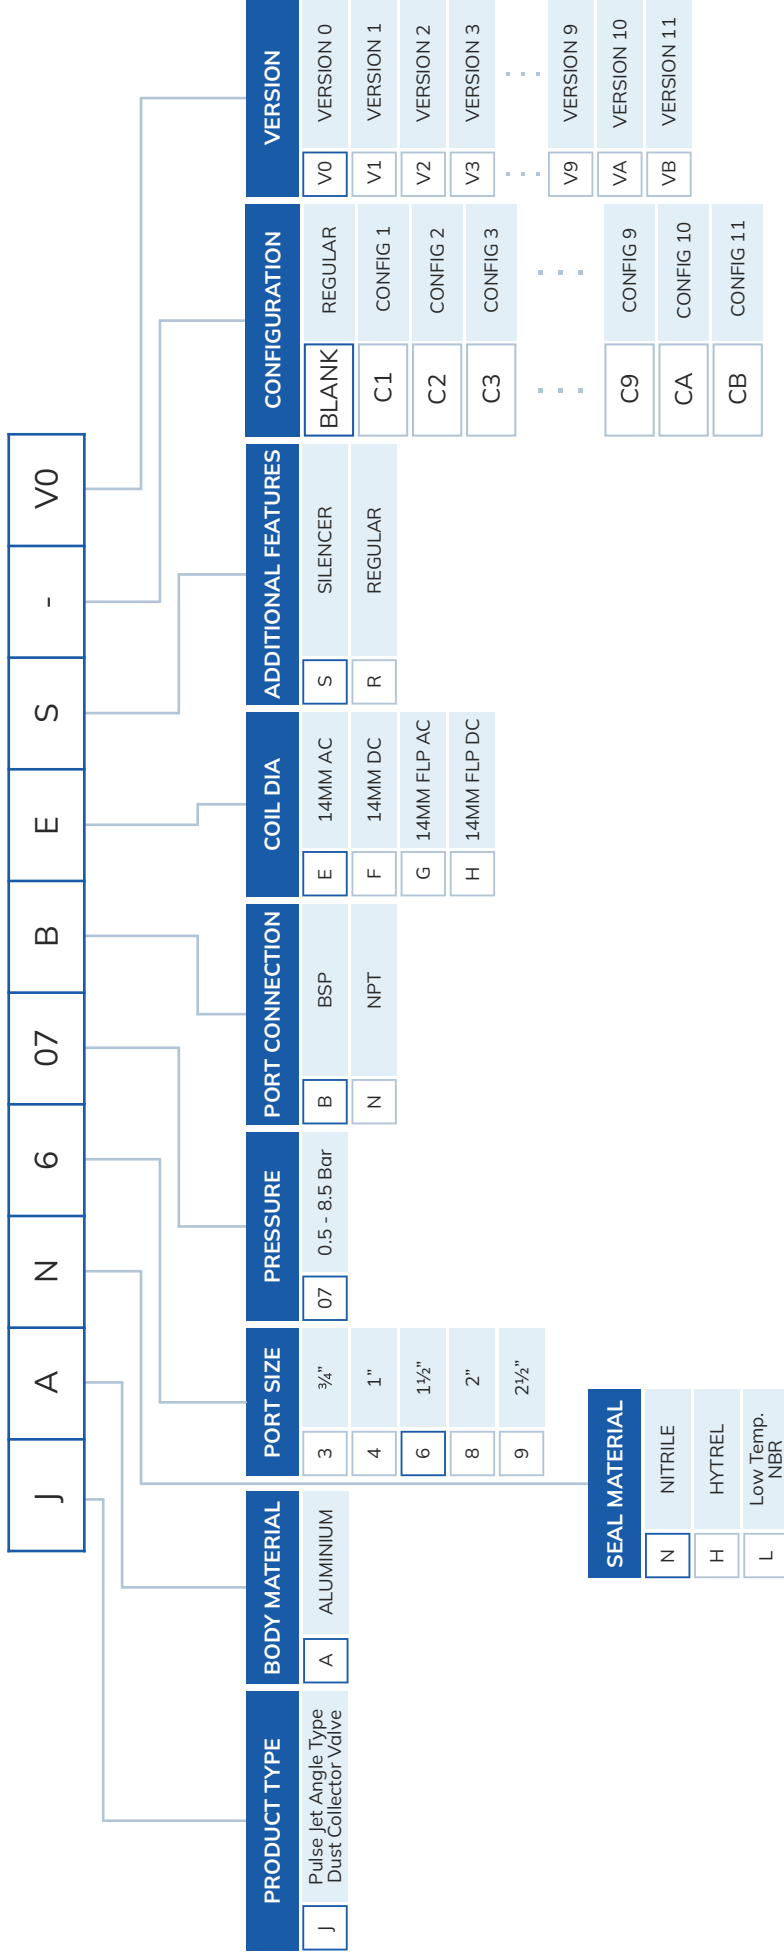 J A N 6 07 B E S - V0
PRODUCT TYPE
J Pulse Jet Angle Type
Dust Collector Valve
BODY MATERIAL
A ALUMINIUM
SEAL MATERIAL
N NITRILE
H HYTREL
L Low Temp.
NBR
PORT SIZE
3 ¾”
4 1”
6 1½”
8 2”
9 2½”
PRESSURE
07 0.5 - 8.5 Bar
PORT CONNECTION
B BSP
N NPT
COIL DIA
E 14MM AC
F 14MM DC
G 14MM FLP AC
H 14MM FLP DC
ADDITIONAL FEATURES
S SILENCER
R REGULAR
CONFIGURATION
BLANK REGULAR
C1 CONFIG 1
C2 CONFIG 2
C3 CONFIG 3
C9 CONFIG 9
CA CONFIG 10
CB CONFIG 11
VERSION
V0 VERSION 0
V1 VERSION 1
V2 VERSION 2
V3 VERSION 3
V9 VERSION 9
VA VERSION 10
VB VERSION 11